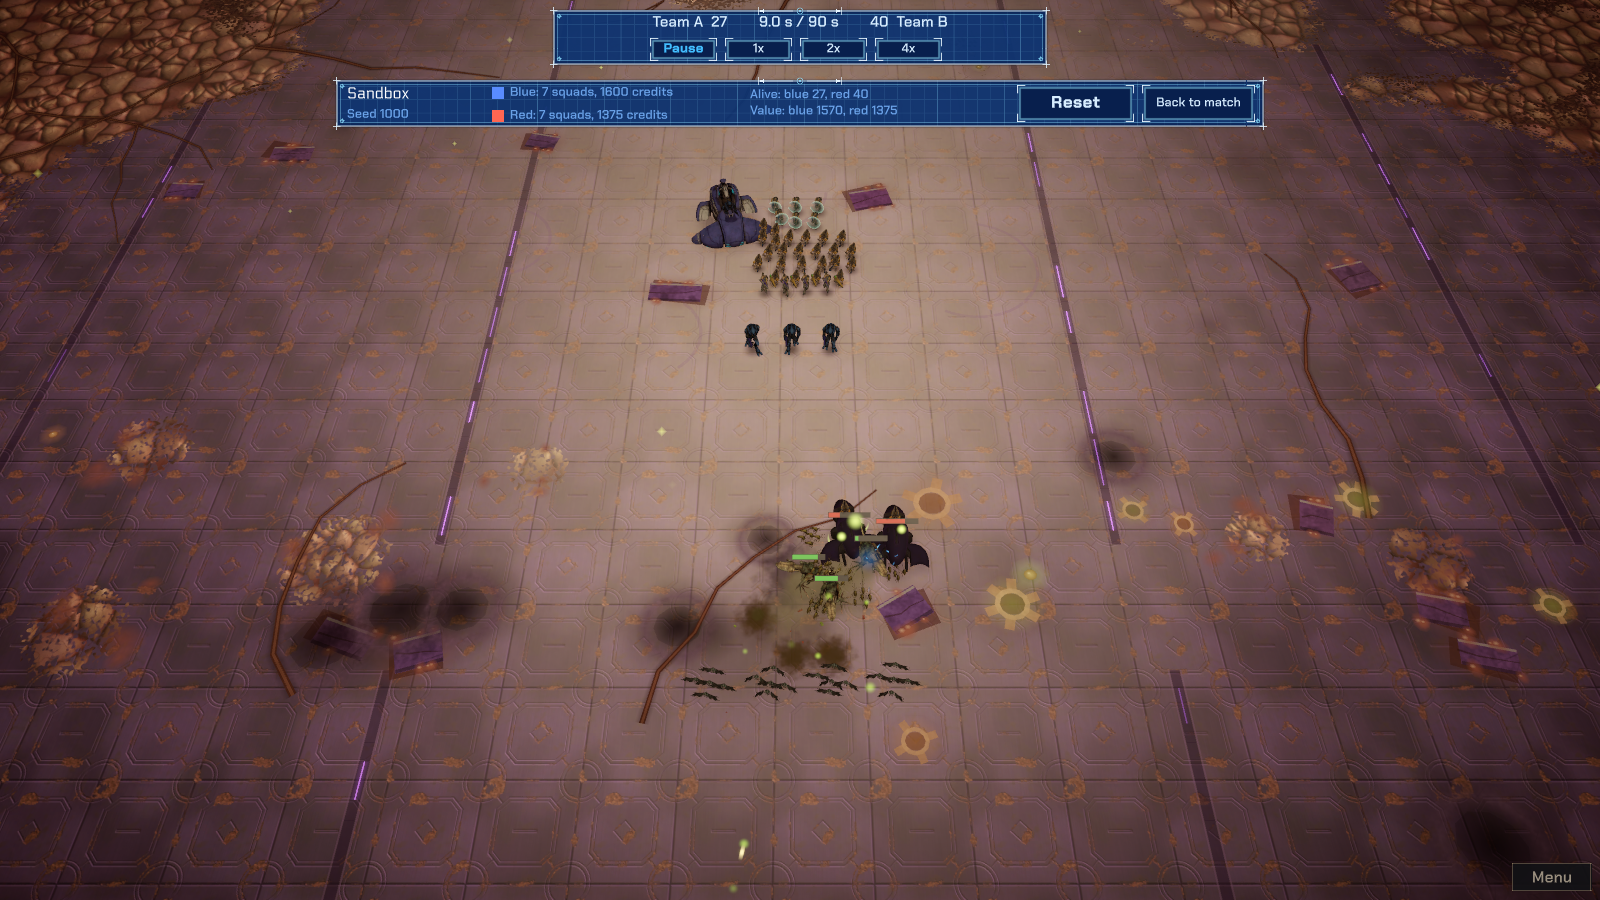 Team A 27 9.0 s / 90 s 40 Team B
Pause 1x 2x 4x
Sandbox
Seed 1000
Blue: 7 squads, 1600 credits
Red: 7 squads, 1375 credits
Alive: blue 27, red 40
Value: blue 1570, red 1375
Reset
Back to match
Menu